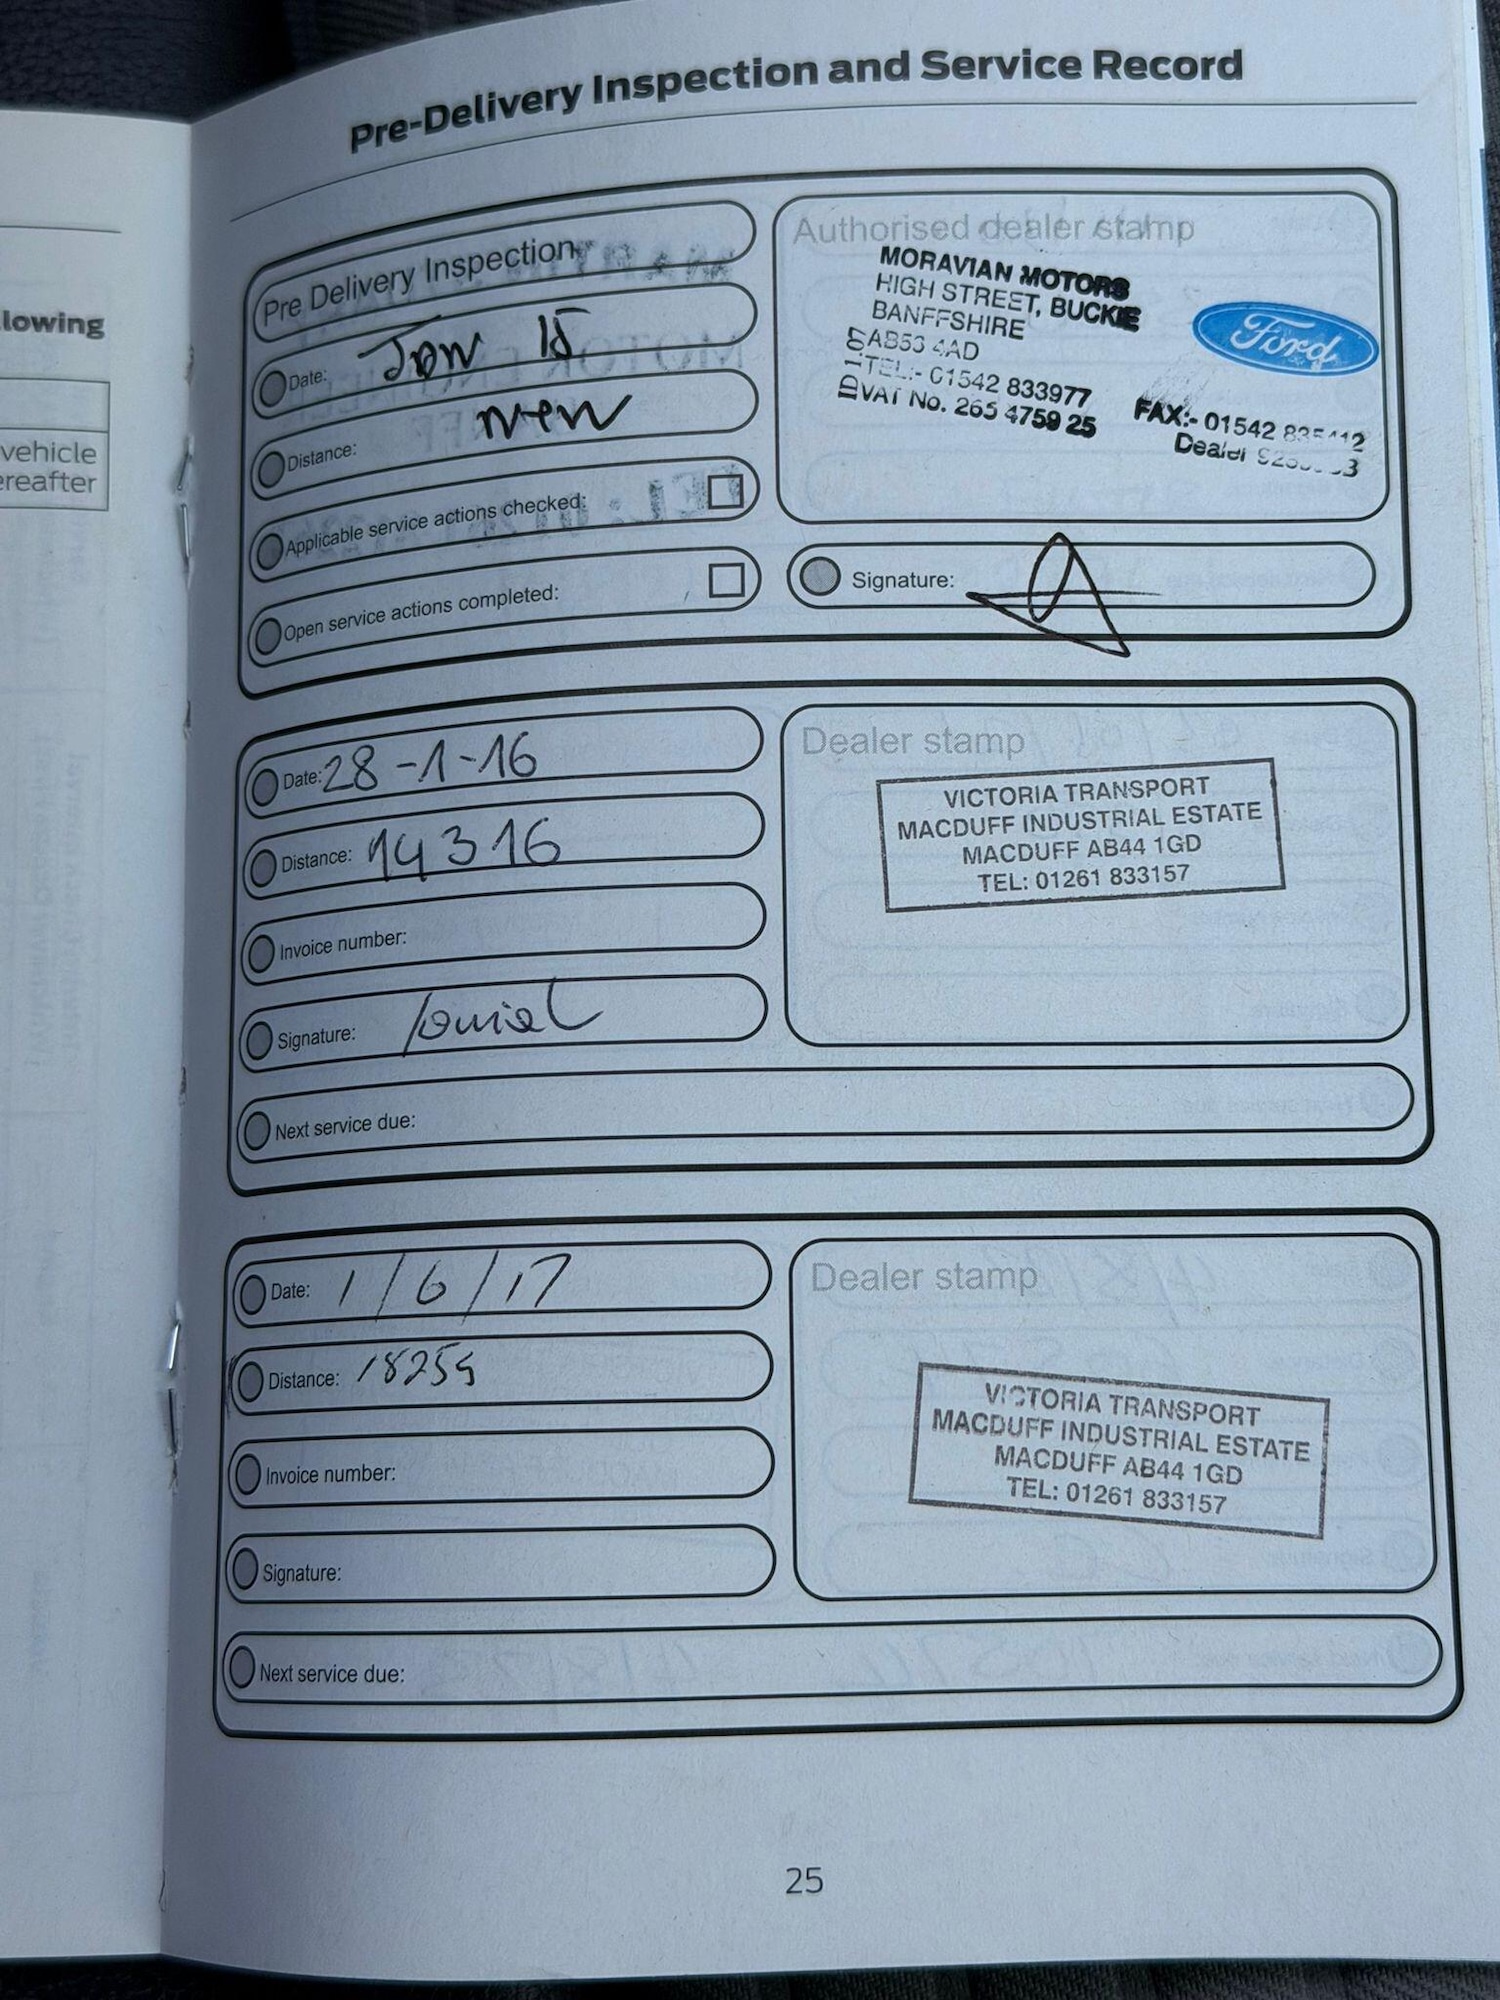 Pre-Delivery Inspection and Service Record
lowing
vehicle
ereafter
Pre Delivery Inspection
Date: Jan 15
Distance: new
Applicable service actions checked:
Open service actions completed:
Authorised dealer stamp
MORAVIAN MOTORS
HIGH STREET, BUCKIE
BANFFSHIRE
AB53 4AD
TEL:- 01542 833977
VAT No. 265 4759 25
Ford
FAX:- 01542
Dealer
Signature:
Date: 28-1-16
Distance: 14316
Invoice number:
Signature:
Next service due:
Dealer stamp
VICTORIA TRANSPORT
MACDUFF INDUSTRIAL ESTATE
MACDUFF AB44 1GD
TEL: 01261 833157
Date: 1/6/17
Distance: 18259
Invoice number:
Signature:
Next service due:
Dealer stamp
VICTORIA TRANSPORT
MACDUFF INDUSTRIAL ESTATE
MACDUFF AB44 1GD
TEL: 01261 833157
25